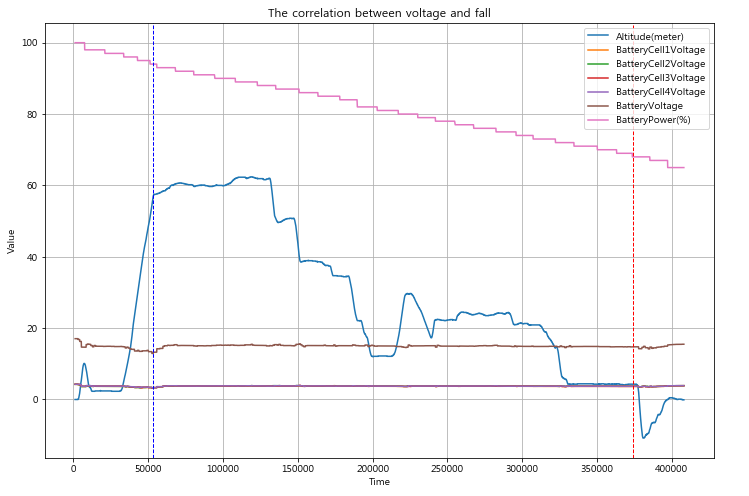 The correlation between voltage and fall
Altitude(meter)
BatteryCell1Voltage
BatteryCell2Voltage
BatteryCell3Voltage
BatteryCell4Voltage
BatteryVoltage
BatteryPower(%)
100
80
60
40
20
0
Value
0 50000 100000 150000 200000 250000 300000 350000 400000
Time